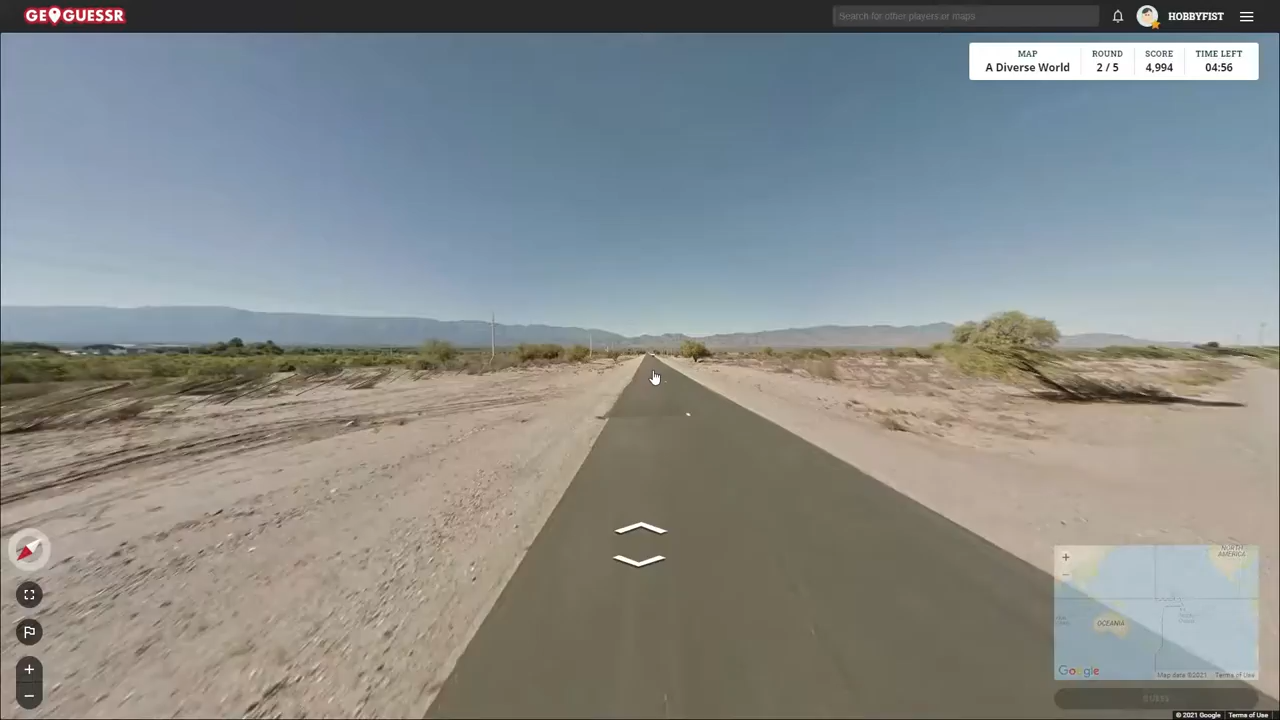 GEOGUESSR
Search for other players or maps
HOBBYFIST
MAP ROUND SCORE TIME LEFT
A Diverse World 2 / 5 4,994 04:56
NORTH
AMERICA
OCEANIA
Google
Map data ©2021 Terms of Use
GUESS
© 2021 Google Terms of Use